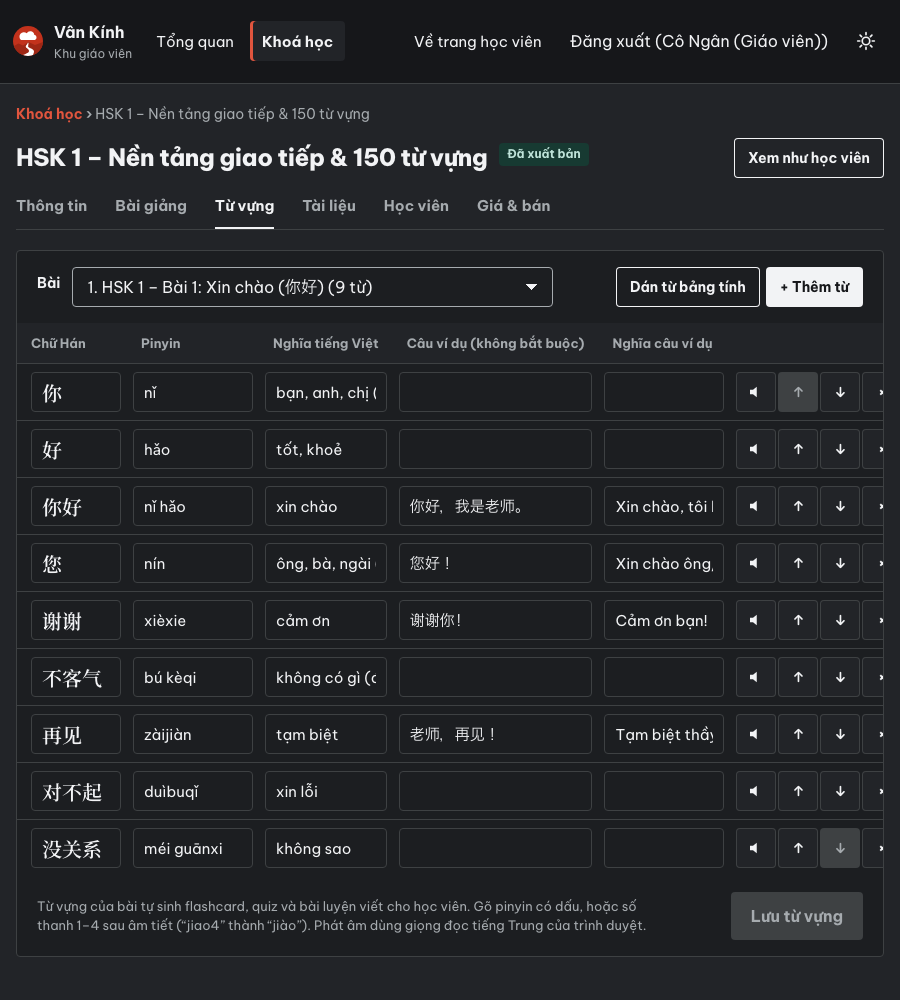 Vân Kính
Khu giáo viên
Tổng quan
Khoá học
Về trang học viên
Đăng xuất (Cô Ngân (Giáo viên))
Khoá học › HSK 1 – Nền tảng giao tiếp & 150 từ vựng
HSK 1 – Nền tảng giao tiếp & 150 từ vựng
Đã xuất bản
Xem như học viên
Thông tin
Bài giảng
Từ vựng
Tài liệu
Học viên
Giá & bán
Bài
1. HSK 1 – Bài 1: Xin chào (你好) (9 từ)
Dán từ bảng tính
+ Thêm từ
Chữ Hán Pinyin Nghĩa tiếng Việt Câu ví dụ (không bắt buộc) Nghĩa câu ví dụ
你 nǐ bạn, anh, chị (
好 hǎo tốt, khoẻ
你好 nǐ hǎo xin chào 你好，我是老师。 Xin chào, tôi
您 nín ông, bà, ngài 您好！ Xin chào ông,
谢谢 xièxie cảm ơn 谢谢你！ Cảm ơn bạn!
不客气 bú kèqi không có gì (
再见 zàijiàn tạm biệt 老师，再见！ Tạm biệt thầy
对不起 duìbuqǐ xin lỗi
没关系 méi guānxi không sao
Từ vựng của bài tự sinh flashcard, quiz và bài luyện viết cho học viên. Gõ pinyin có dấu, hoặc số
thanh 1–4 sau âm tiết (“jiao4” thành “jiào”). Phát âm dùng giọng đọc tiếng Trung của trình duyệt.
Lưu từ vựng